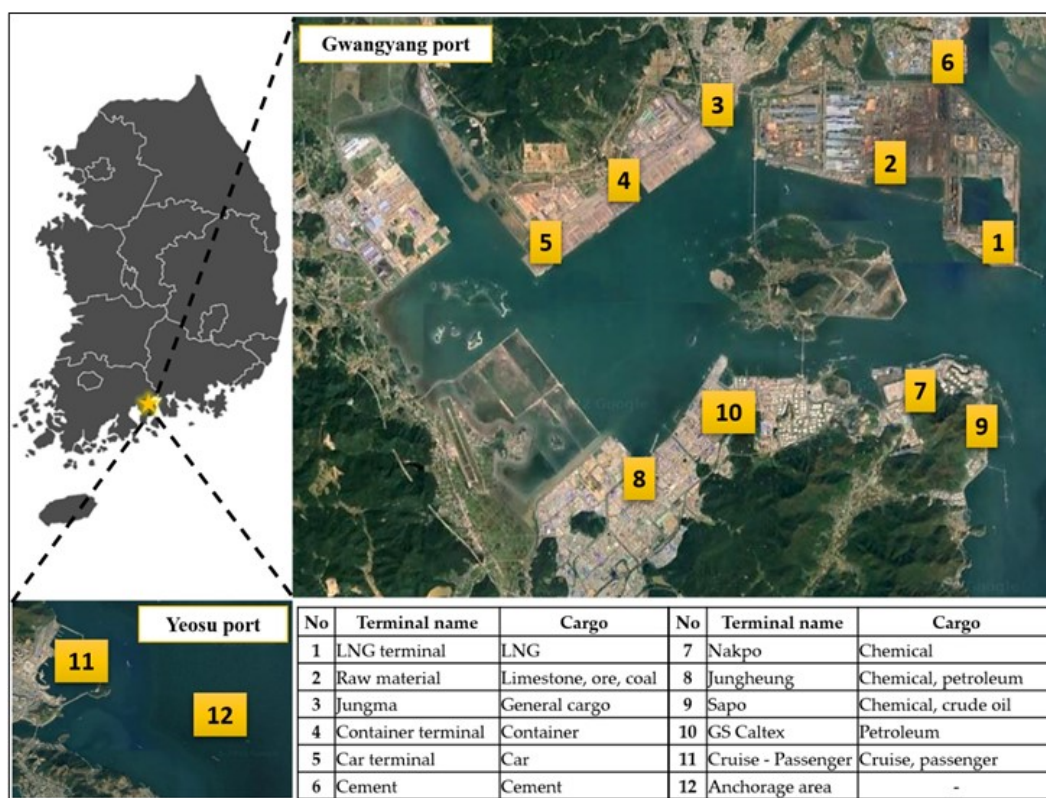 Gwangyang port
6
3
2
4
5
1
7
10
9
8
Google
Yeosu port
11
12
No Terminal name Cargo No Terminal name Cargo
1 LNG terminal LNG 7 Nakpo Chemical
2 Raw material Limestone, ore, coal 8 Jungheung Chemical, petroleum
3 Jungma General cargo 9 Sapo Chemical, crude oil
4 Container terminal Container 10 GS Caltex Petroleum
5 Car terminal Car 11 Cruise - Passenger Cruise, passenger
6 Cement Cement 12 Anchorage area -